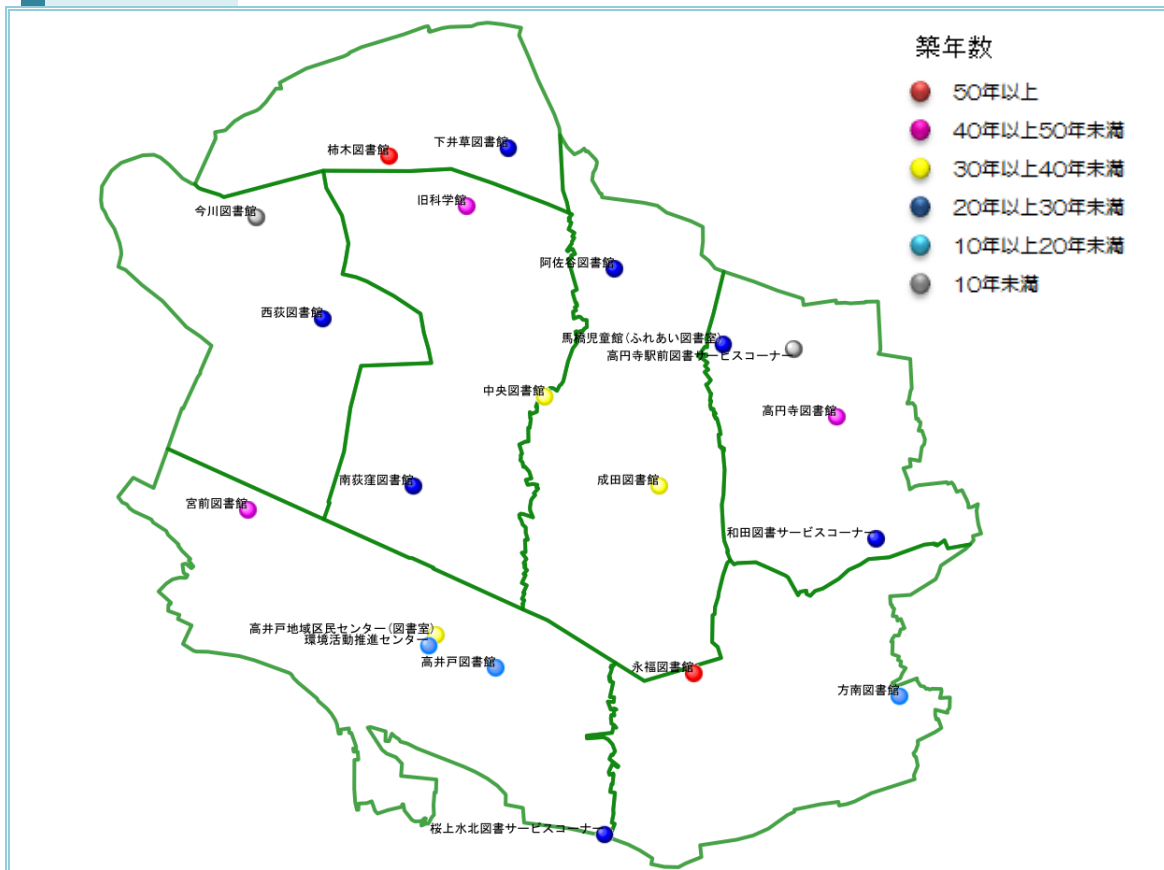 築年数
50年以上
40年以上50年未満
30年以上40年未満
20年以上30年未満
10年以上20年未満
10年未満
下井草図書館
柿木図書館
旧科学館
今川図書館
阿佐谷図書館
西荻図書館
馬橋児童館(ふれあい図書室)
高円寺駅前図書サービスコーナー
中央図書館
高円寺図書館
南荻窪図書館
成田図書館
宮前図書館
和田図書サービスコーナー
高井戸地域区民センター(図書室)
環境活動推進センター
高井戸図書館
永福図書館
方南図書館
桜上水北図書サービスコーナー